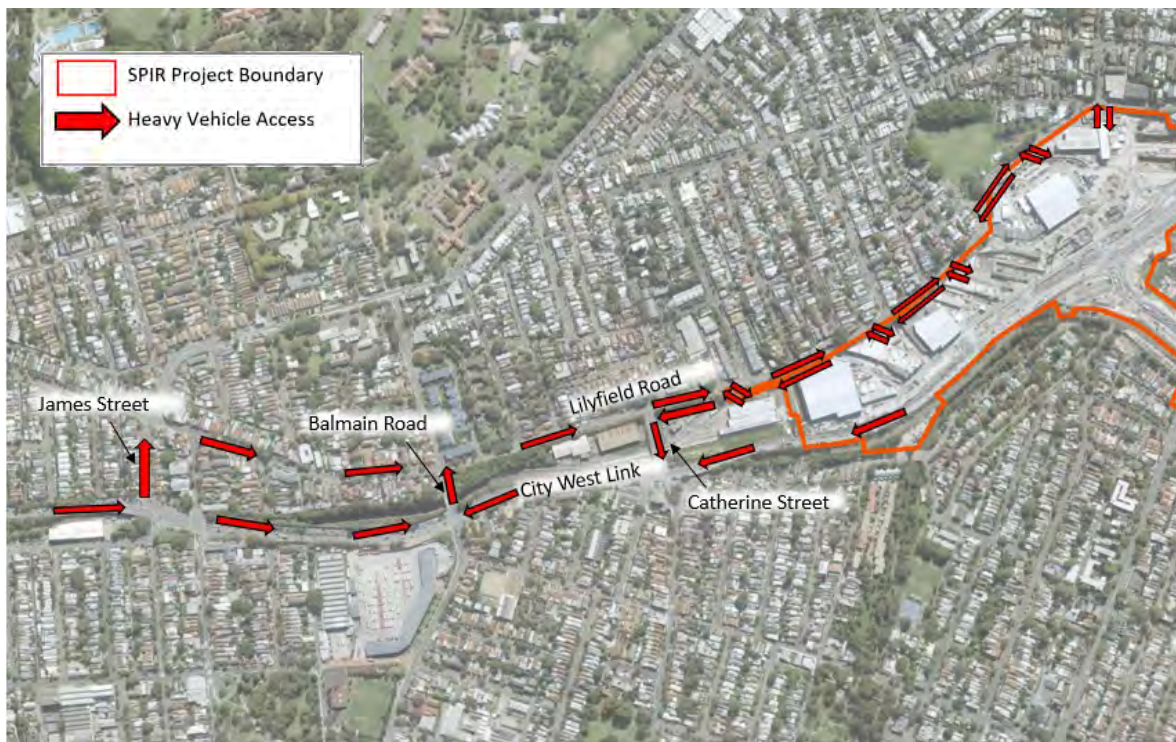 SPIR Project Boundary
Heavy Vehicle Access
James Street
Balmain Road
Lilyfield Road
City West Link
Catherine Street